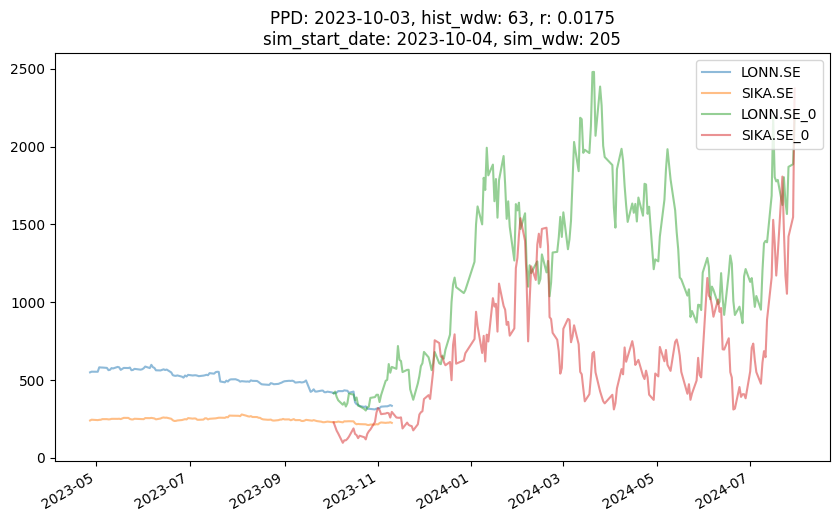 PPD: 2023-10-03, hist_wdw: 63, r: 0.0175
sim_start_date: 2023-10-04, sim_wdw: 205
LONN.SE
SIKA.SE
LONN.SE_0
SIKA.SE_0
2500
2000
1500
1000
500
0
2023-05
2023-07
2023-09
2023-11
2024-01
2024-03
2024-05
2024-07